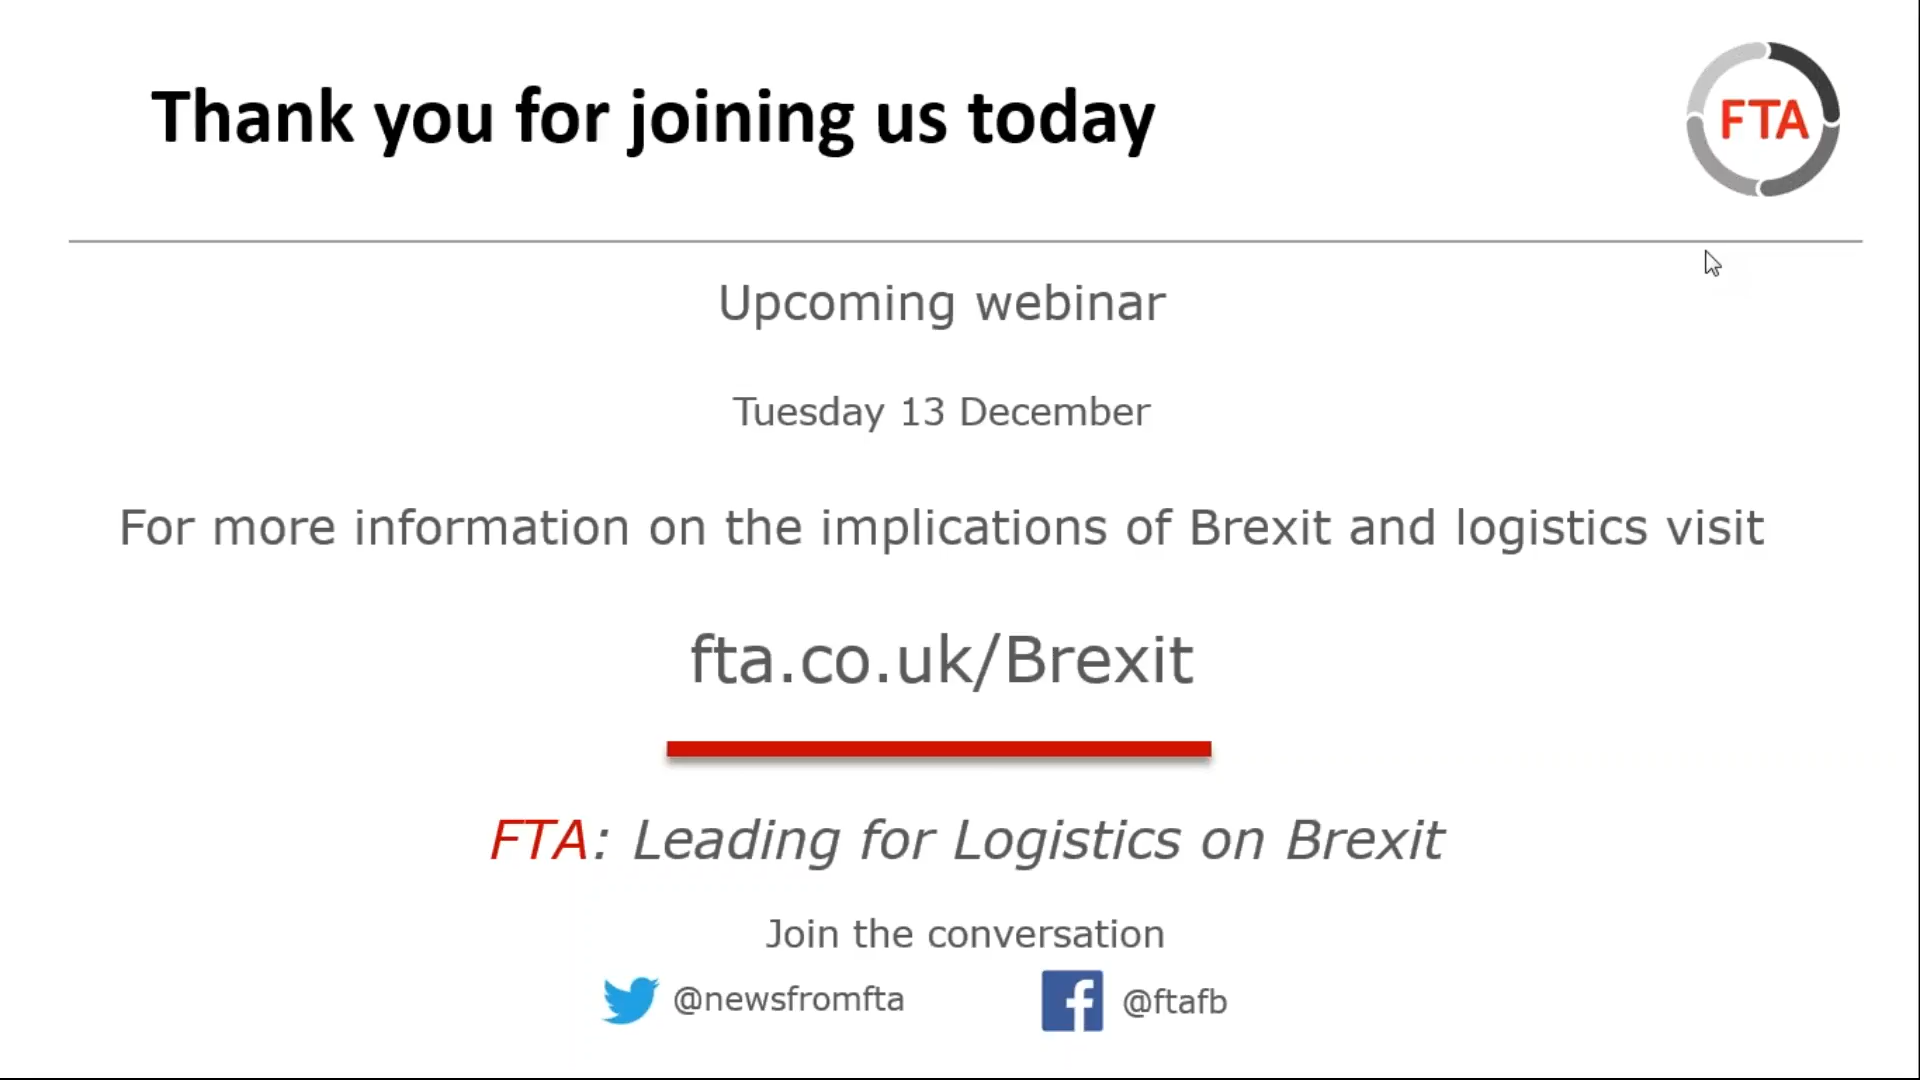 Thank you for joining us today
FTA
Upcoming webinar
Tuesday 13 December
For more information on the implications of Brexit and logistics visit
fta.co.uk/Brexit
FTA: Leading for Logistics on Brexit
Join the conversation
@newsfromfta
@ftafb